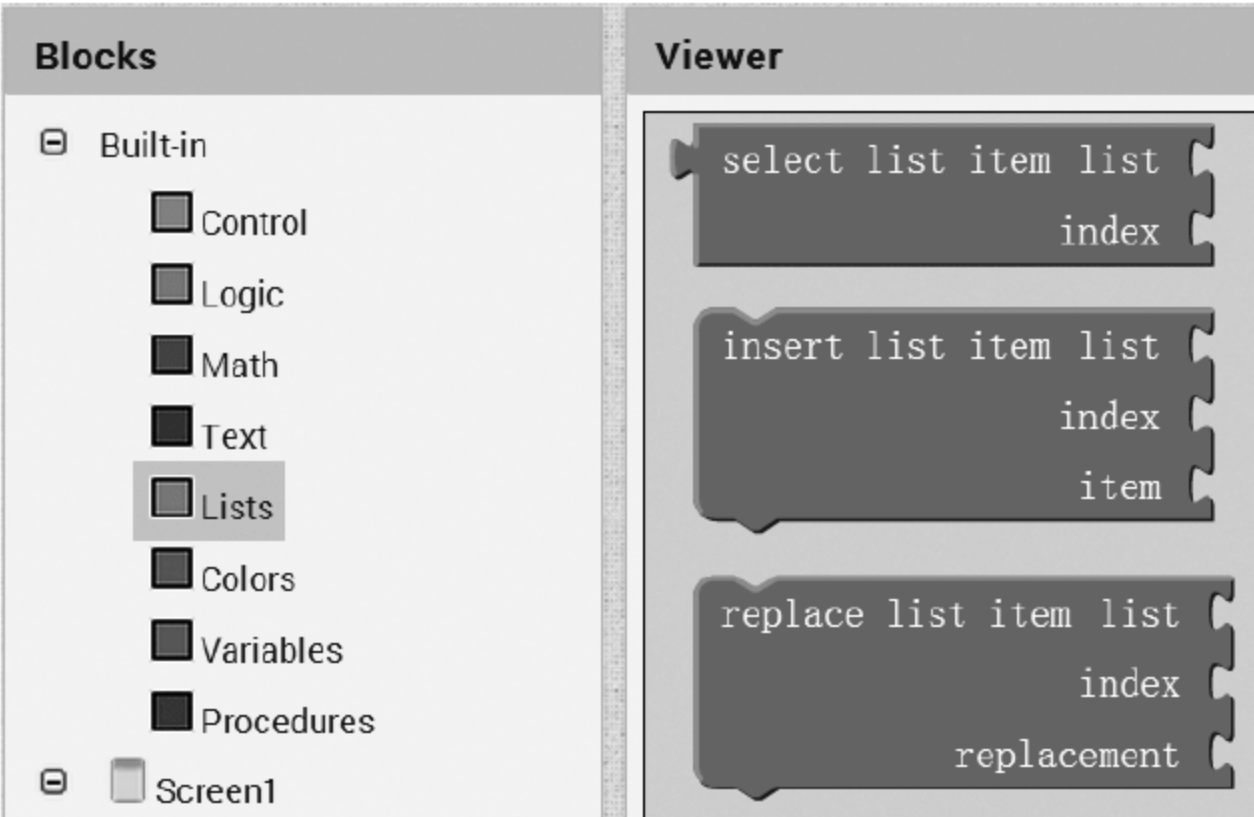 Blocks
Built-in
Control
Logic
Math
Text
Lists
Colors
Variables
Procedures
Screen1
Viewer
select list item list
index
insert list item list
index
item
replace list item list
index
replacement